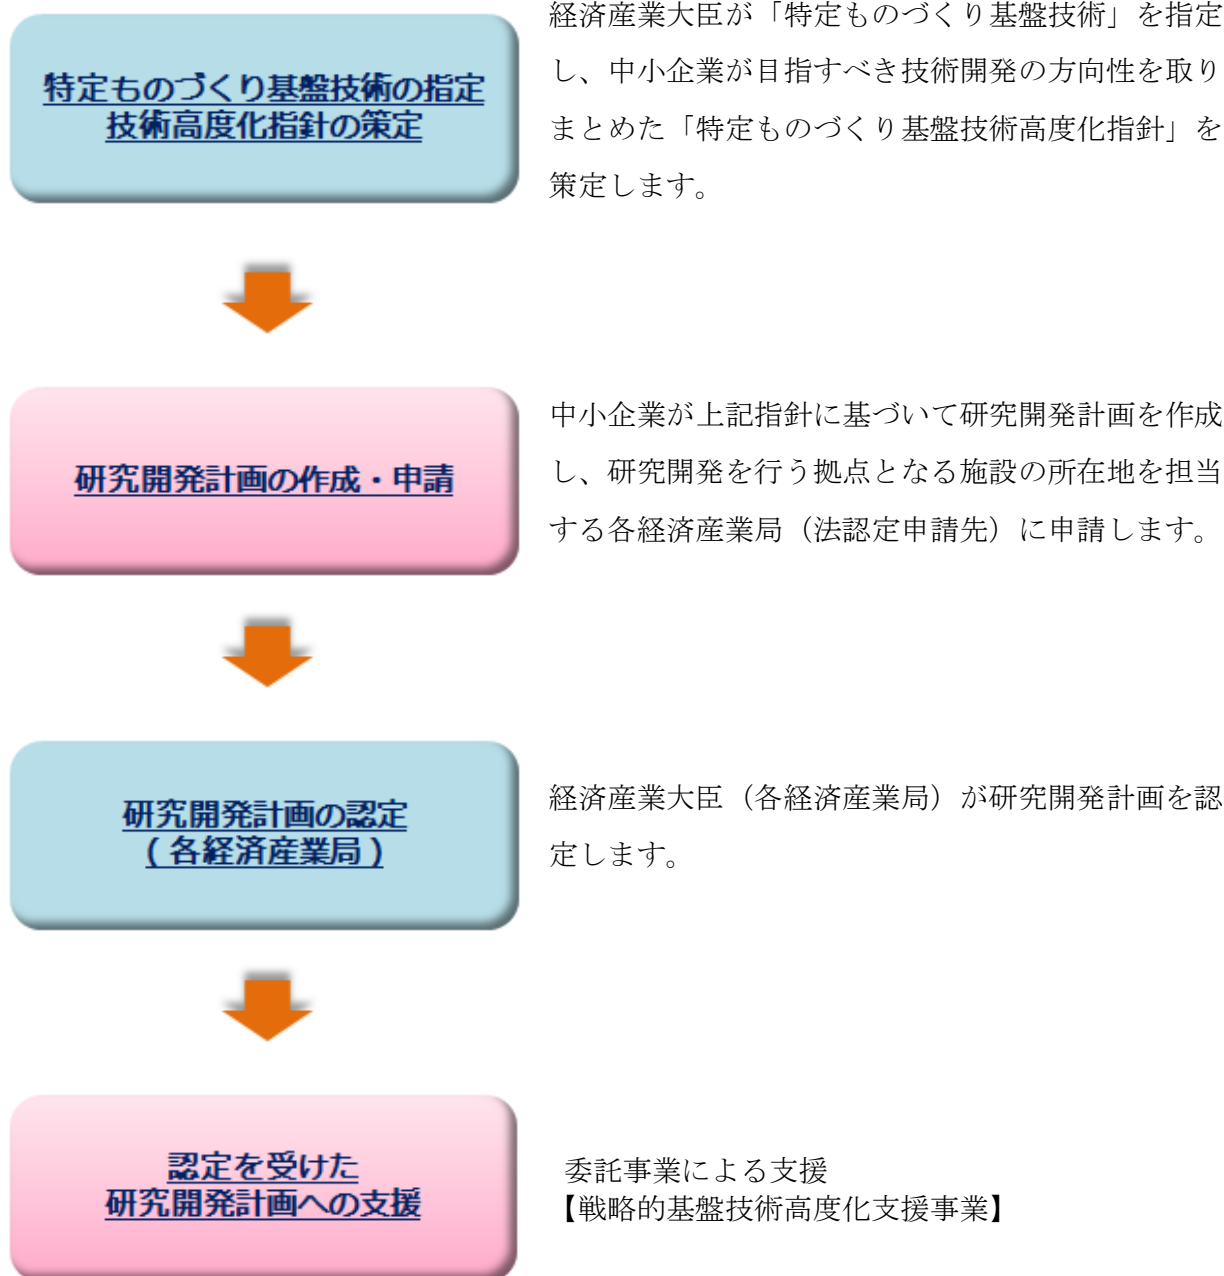 特定ものづくり基盤技術の指定
技術高度化指針の策定
経済産業大臣が「特定ものづくり基盤技術」を指定
し、中小企業が目指すべき技術開発の方向性を取り
まとめた「特定ものづくり基盤技術高度化指針」を
策定します。
研究開発計画の作成・申請
中小企業が上記指針に基づいて研究開発計画を作成
し、研究開発を行う拠点となる施設の所在地を担当
する各経済産業局（法認定申請先）に申請します。
研究開発計画の認定
(各経済産業局)
経済産業大臣（各経済産業局）が研究開発計画を認
定します。
認定を受けた
研究開発計画への支援
委託事業による支援
【戦略的基盤技術高度化支援事業】